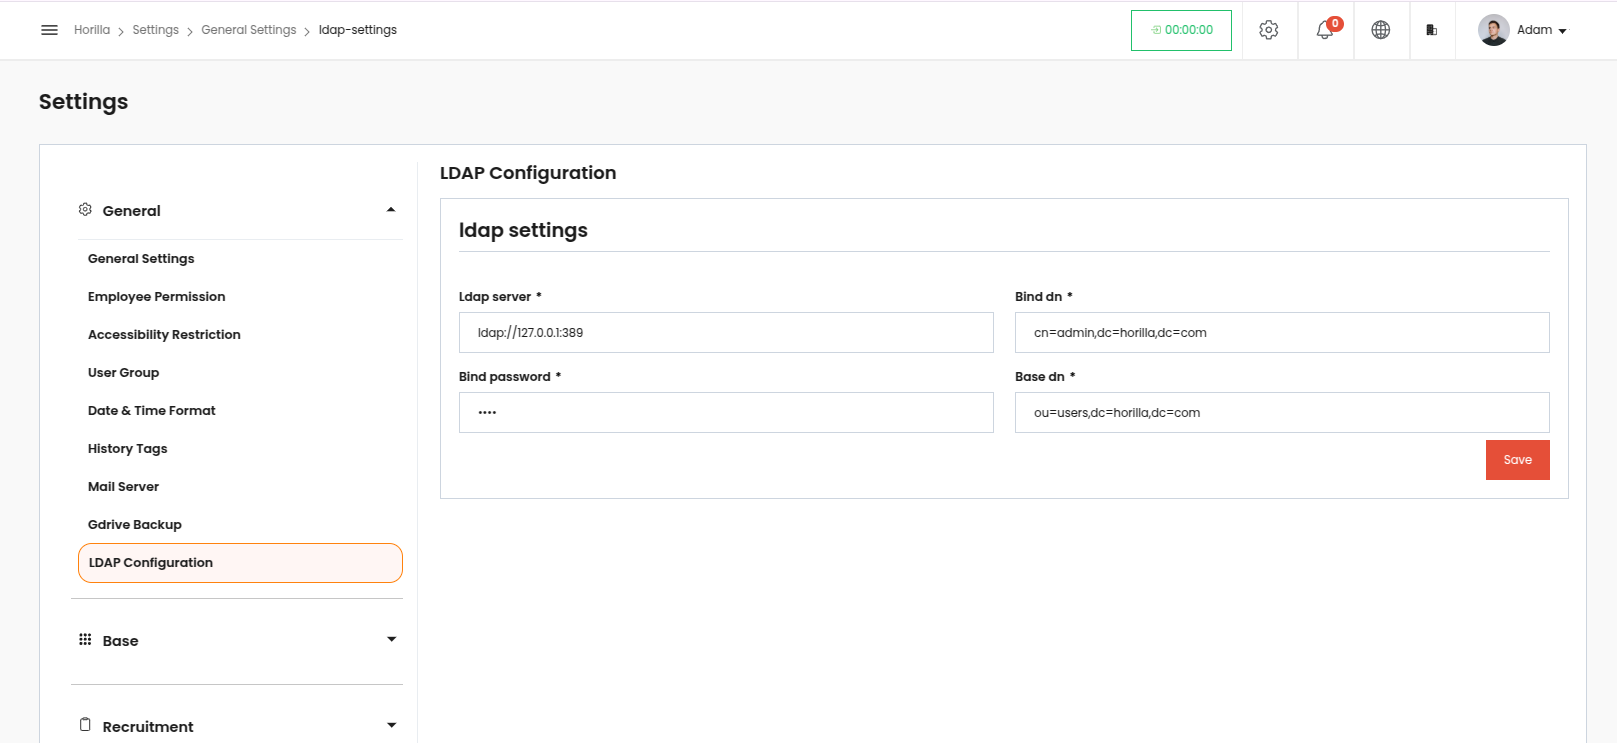 Horilla > Settings > General Settings > ldap-settings
00:00:00
0
Adam
Settings
General
General Settings
Employee Permission
Accessibility Restriction
User Group
Date & Time Format
History Tags
Mail Server
Gdrive Backup
LDAP Configuration
Base
Recruitment
LDAP Configuration
ldap settings
Ldap server *
ldap://127.0.0.1:389
Bind dn *
cn=admin,dc=horilla,dc=com
Bind password *
••••
Base dn *
ou=users,dc=horilla,dc=com
Save